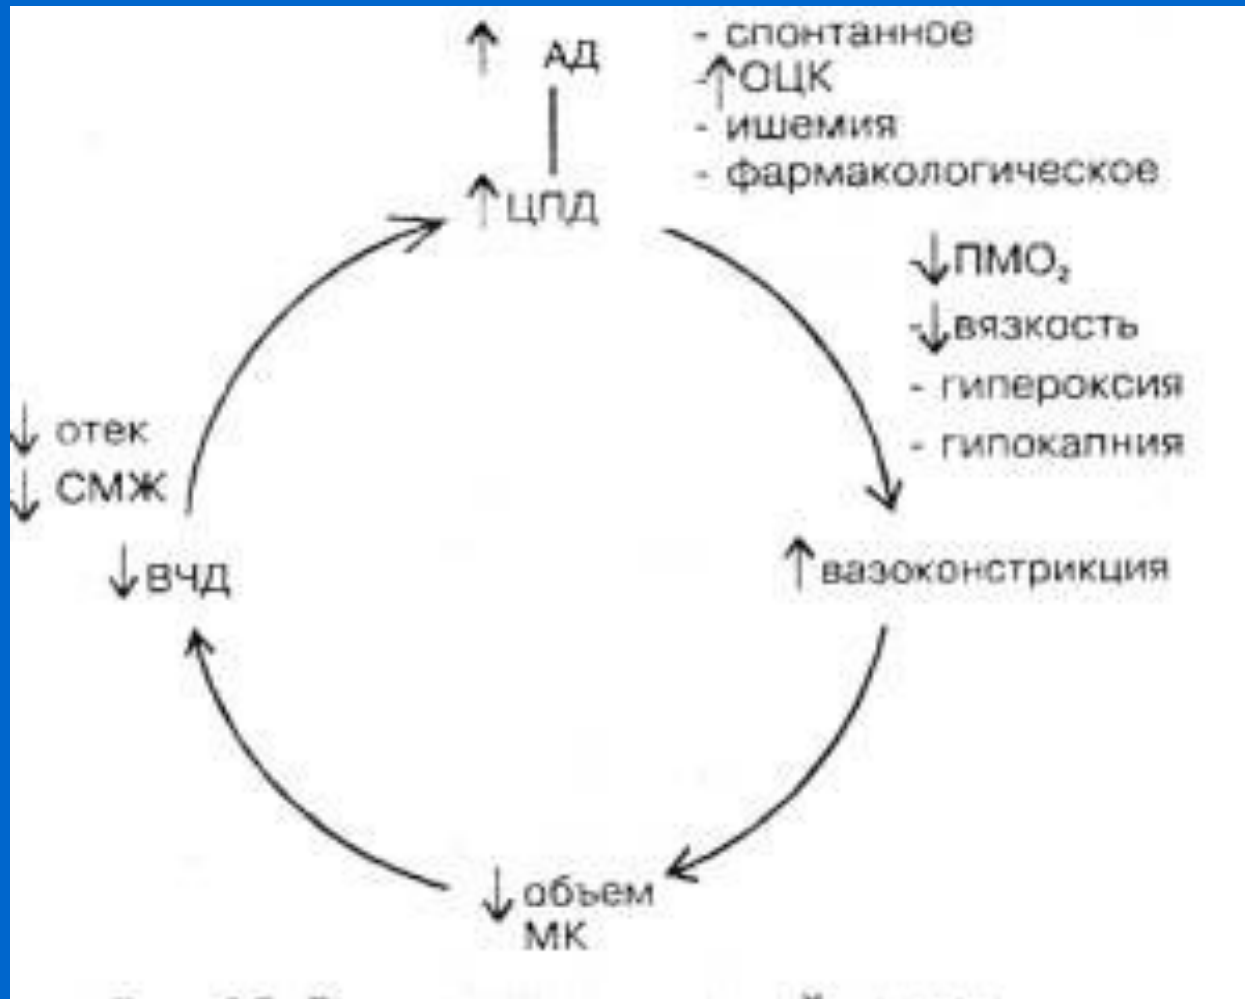 ↑ АД
- спонтанное
-↑ОЦК
- ишемия
- фармакологическое
↑ЦПД
-↓ПМО₂
-↓вязкость
- гипероксия
- гипокапния
↑вазоконстрикция
↓ объем
МК
↓ отек
↓ СМЖ
↓ВЧД